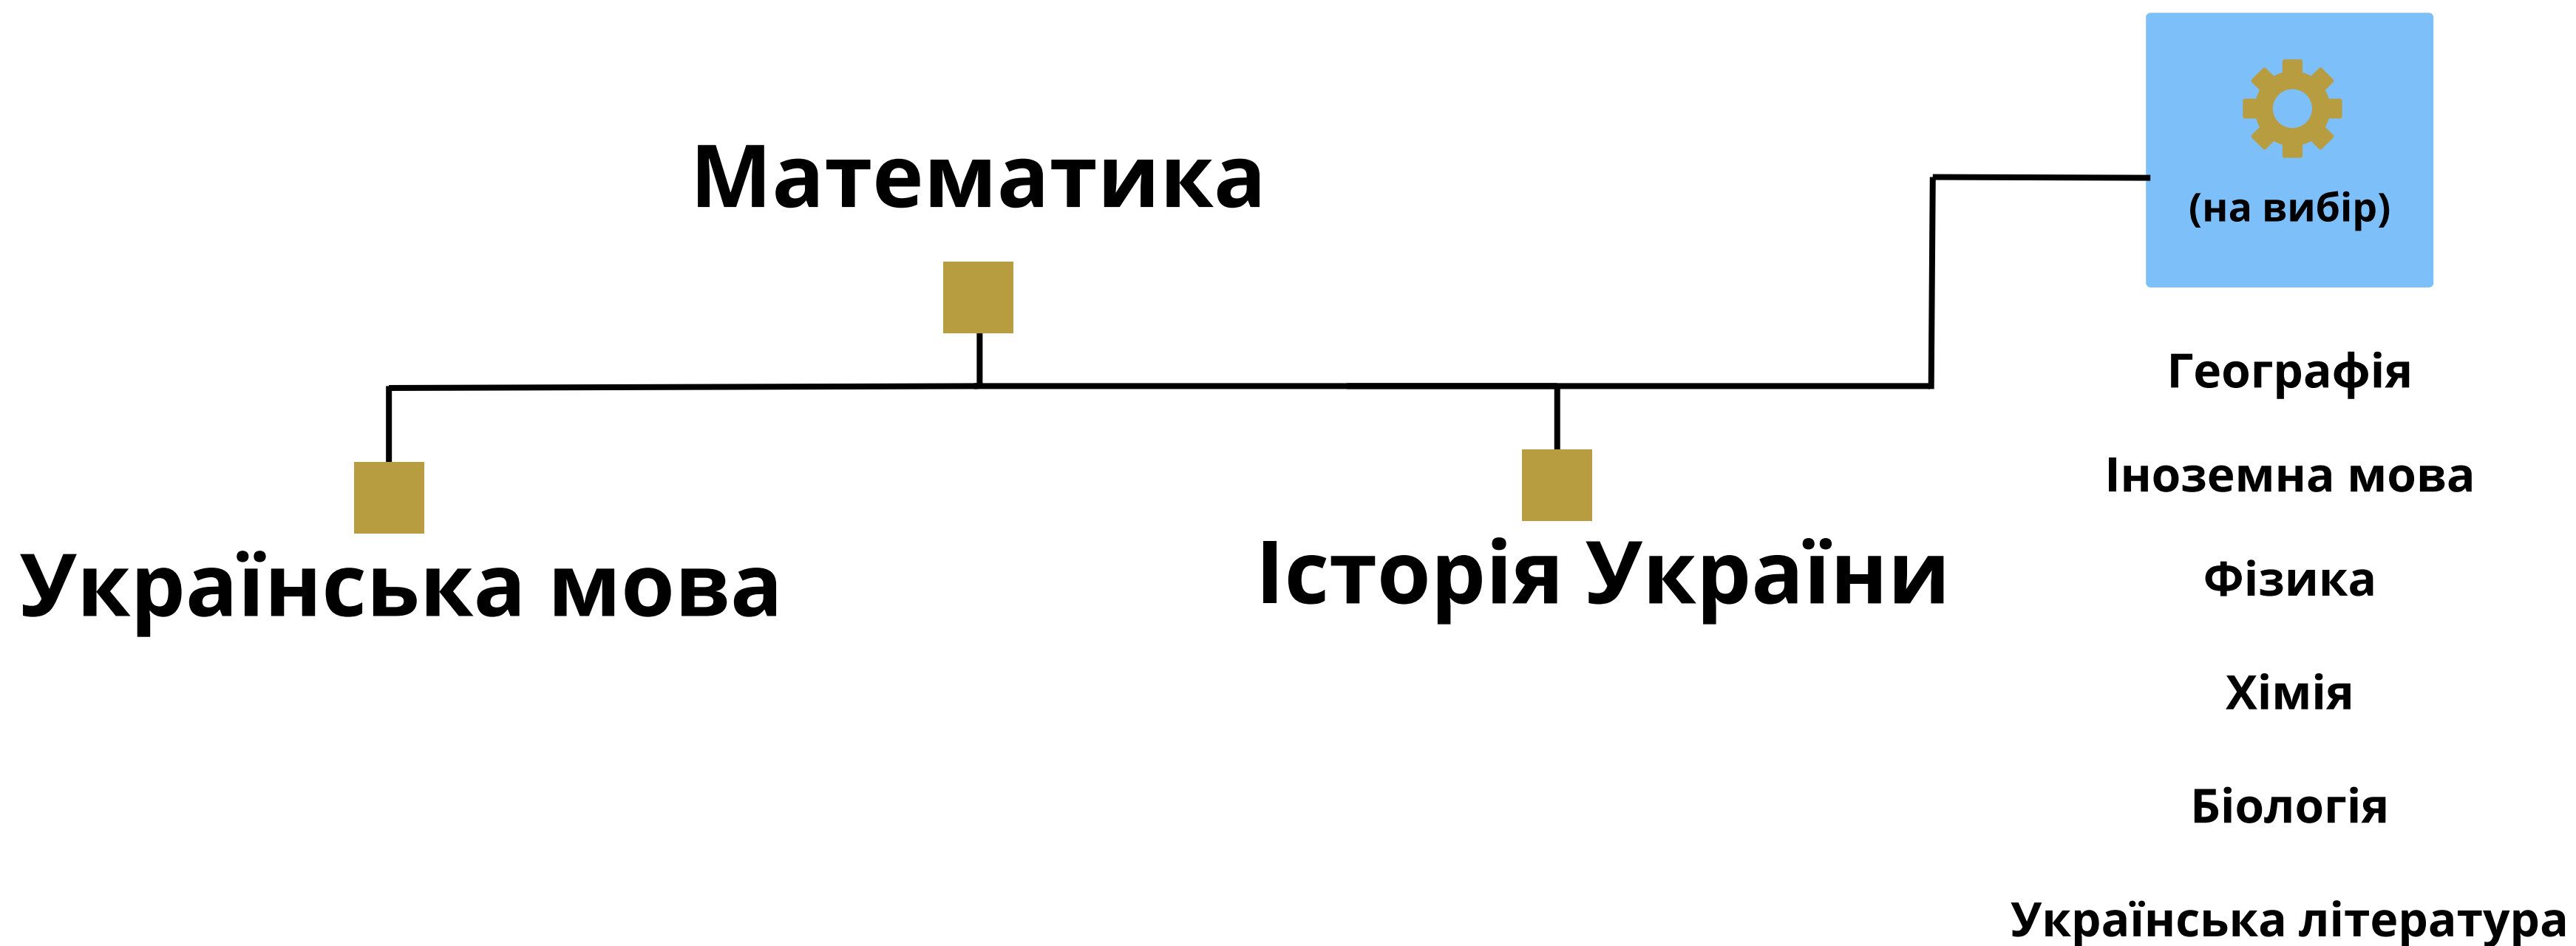 Математика
Українська мова
Історія України
(на вибір)
Географія
Іноземна мова
Фізика
Хімія
Біологія
Українська література